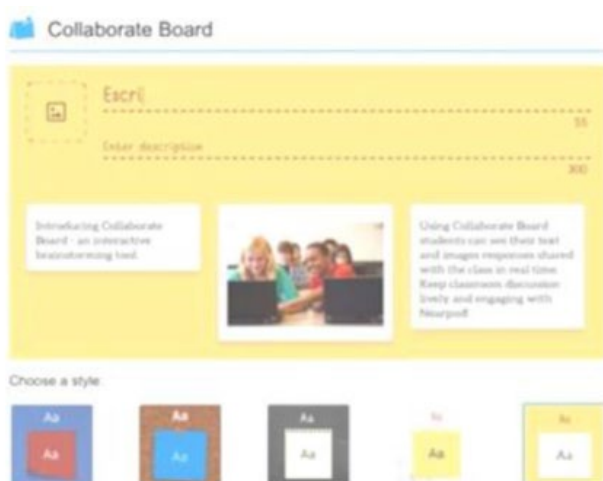 Collaborate Board
Escri
55
Enter description
300
Introducing Collaborate
Board - an interactive
brainstorming tool.
Using Collaborate Board
students can see their text
and images responses shared
with the class in real time.
Keep classroom discussion
lively and engaging with
Nearpod!
Choose a style
Aa
Aa
Aa
Aa
Aa
Aa
Aa
Aa
Aa
Aa